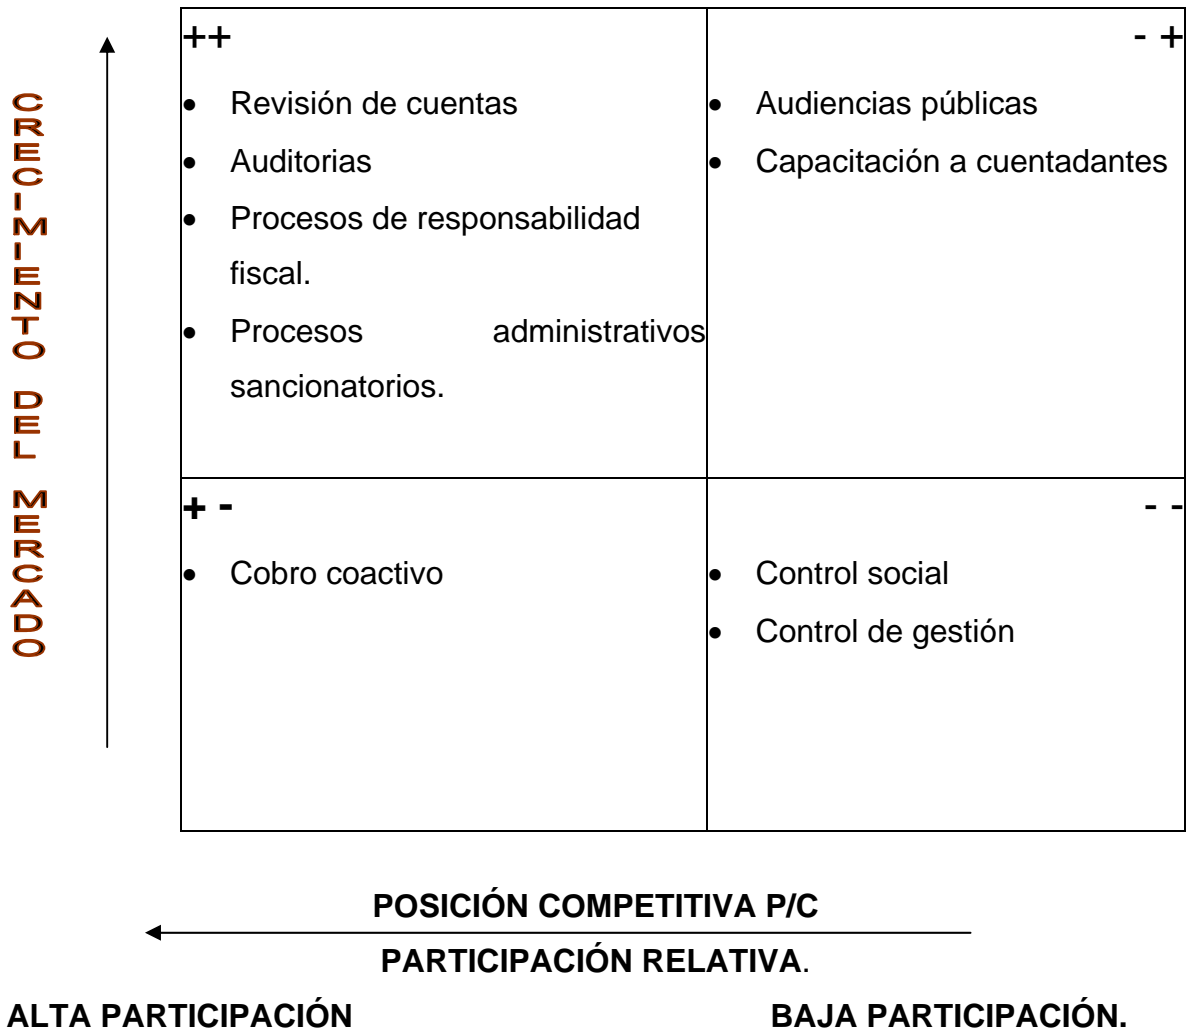 CRECIMIENTO DEL MERCADO
++
• Revisión de cuentas
• Auditorias
• Procesos de responsabilidad
fiscal.
• Procesos administrativos
sancionatorios.
- +
• Audiencias públicas
• Capacitación a cuentadantes
+ -
• Cobro coactivo
- -
• Control social
• Control de gestión
POSICIÓN COMPETITIVA P/C
PARTICIPACIÓN RELATIVA.
ALTA PARTICIPACIÓN BAJA PARTICIPACIÓN.